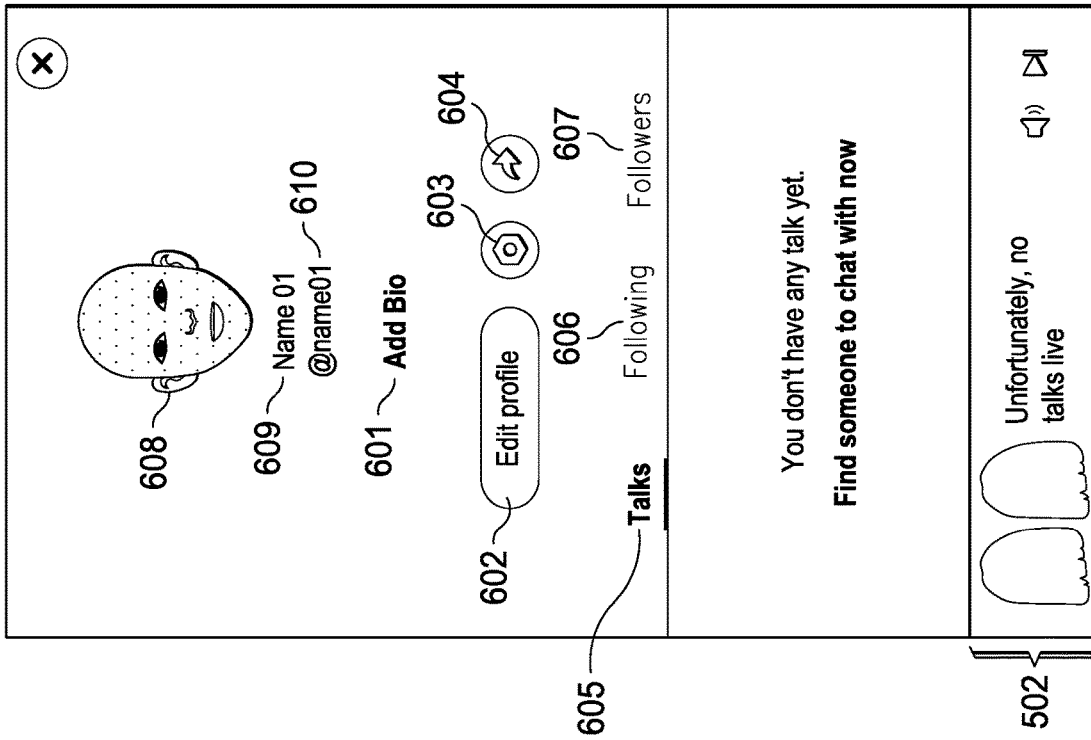 608
609
Name 01
610
@name01
601
Add Bio
602
Edit profile
603
604
605
Talks
606
Following
607
Followers
You don't have any talk yet.
Find someone to chat with now
502
Unfortunately, no
talks live